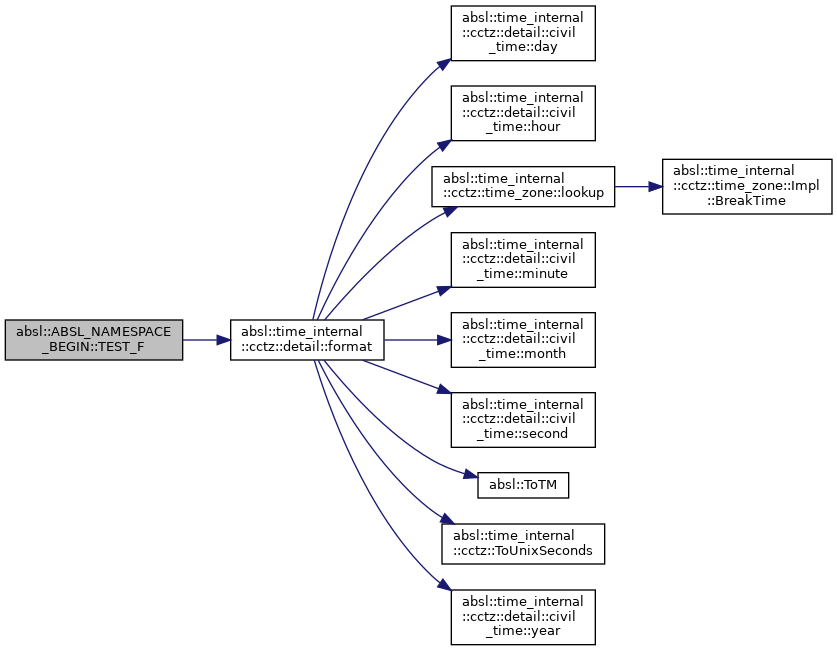 absl::ABSL_NAMESPACE
_BEGIN::TEST_F
absl::time_internal
::cctz::detail::format
absl::time_internal
::cctz::detail::civil
_time::day
absl::time_internal
::cctz::detail::civil
_time::hour
absl::time_internal
::cctz::time_zone::lookup
absl::time_internal
::cctz::time_zone::Impl
::BreakTime
absl::time_internal
::cctz::detail::civil
_time::minute
absl::time_internal
::cctz::detail::civil
_time::month
absl::time_internal
::cctz::detail::civil
_time::second
absl::ToTM
absl::time_internal
::cctz::ToUnixSeconds
absl::time_internal
::cctz::detail::civil
_time::year